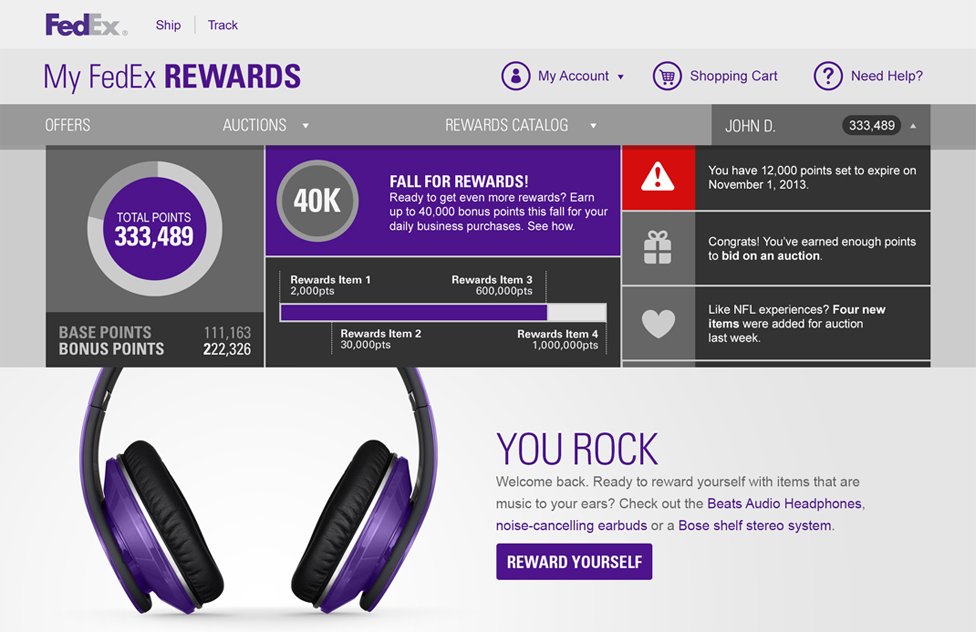 FedEx®
Ship
Track
My FedEx REWARDS
My Account
Shopping Cart
? Need Help?
OFFERS
AUCTIONS
REWARDS CATALOG
JOHN D.
333,489
TOTAL POINTS
333,489
BASE POINTS 111,163
BONUS POINTS 222,326
40K
FALL FOR REWARDS!
Ready to get even more rewards? Earn
up to 40,000 bonus points this fall for your
daily business purchases. See how.
Rewards Item 1
2,000pts
Rewards Item 3
600,000pts
Rewards Item 2
30,000pts
Rewards Item 4
1,000,000pts
You have 12,000 points set to expire on
November 1, 2013.
Congrats! You've earned enough points
to bid on an auction.
Like NFL experiences? Four new
items were added for auction
last week.
YOU ROCK
Welcome back. Ready to reward yourself with items that are
music to your ears? Check out the Beats Audio Headphones,
noise-cancelling earbuds or a Bose shelf stereo system.
REWARD YOURSELF